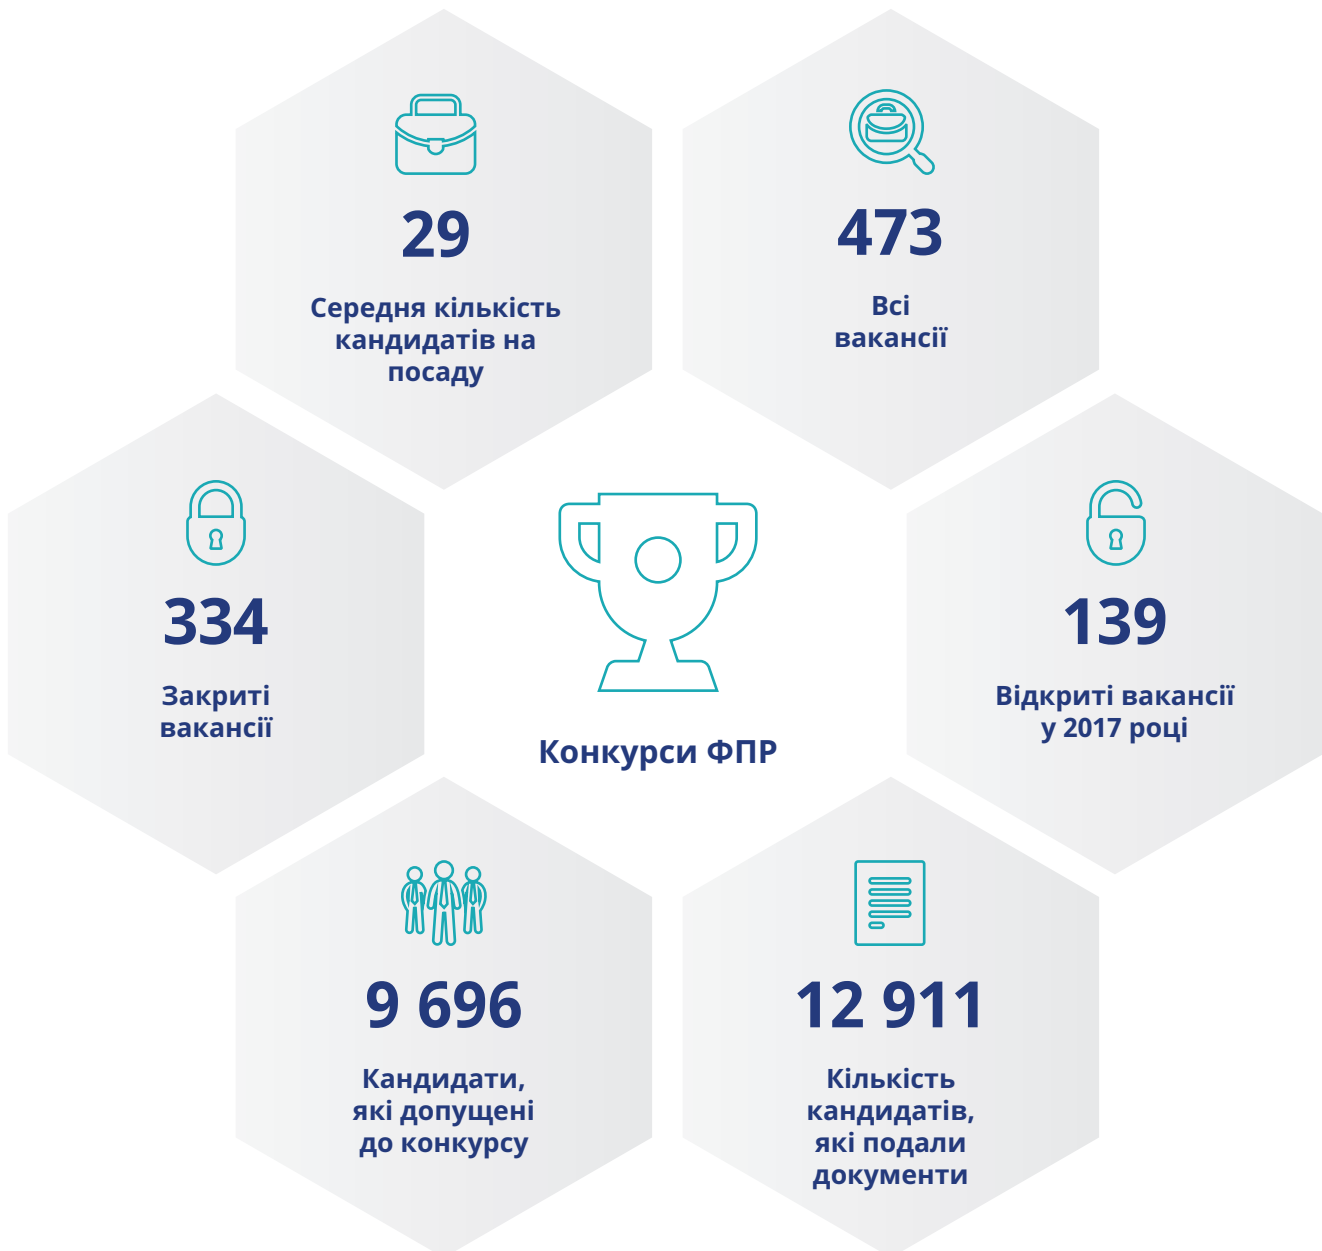 29
Середня кількість
кандидатів на
посаду
473
Всі
вакансії
334
Закриті
вакансії
Конкурси ФПР
139
Відкриті вакансії
у 2017 році
9 696
Кандидати,
які допущені
до конкурсу
12 911
Кількість
кандидатів,
які подали
документи